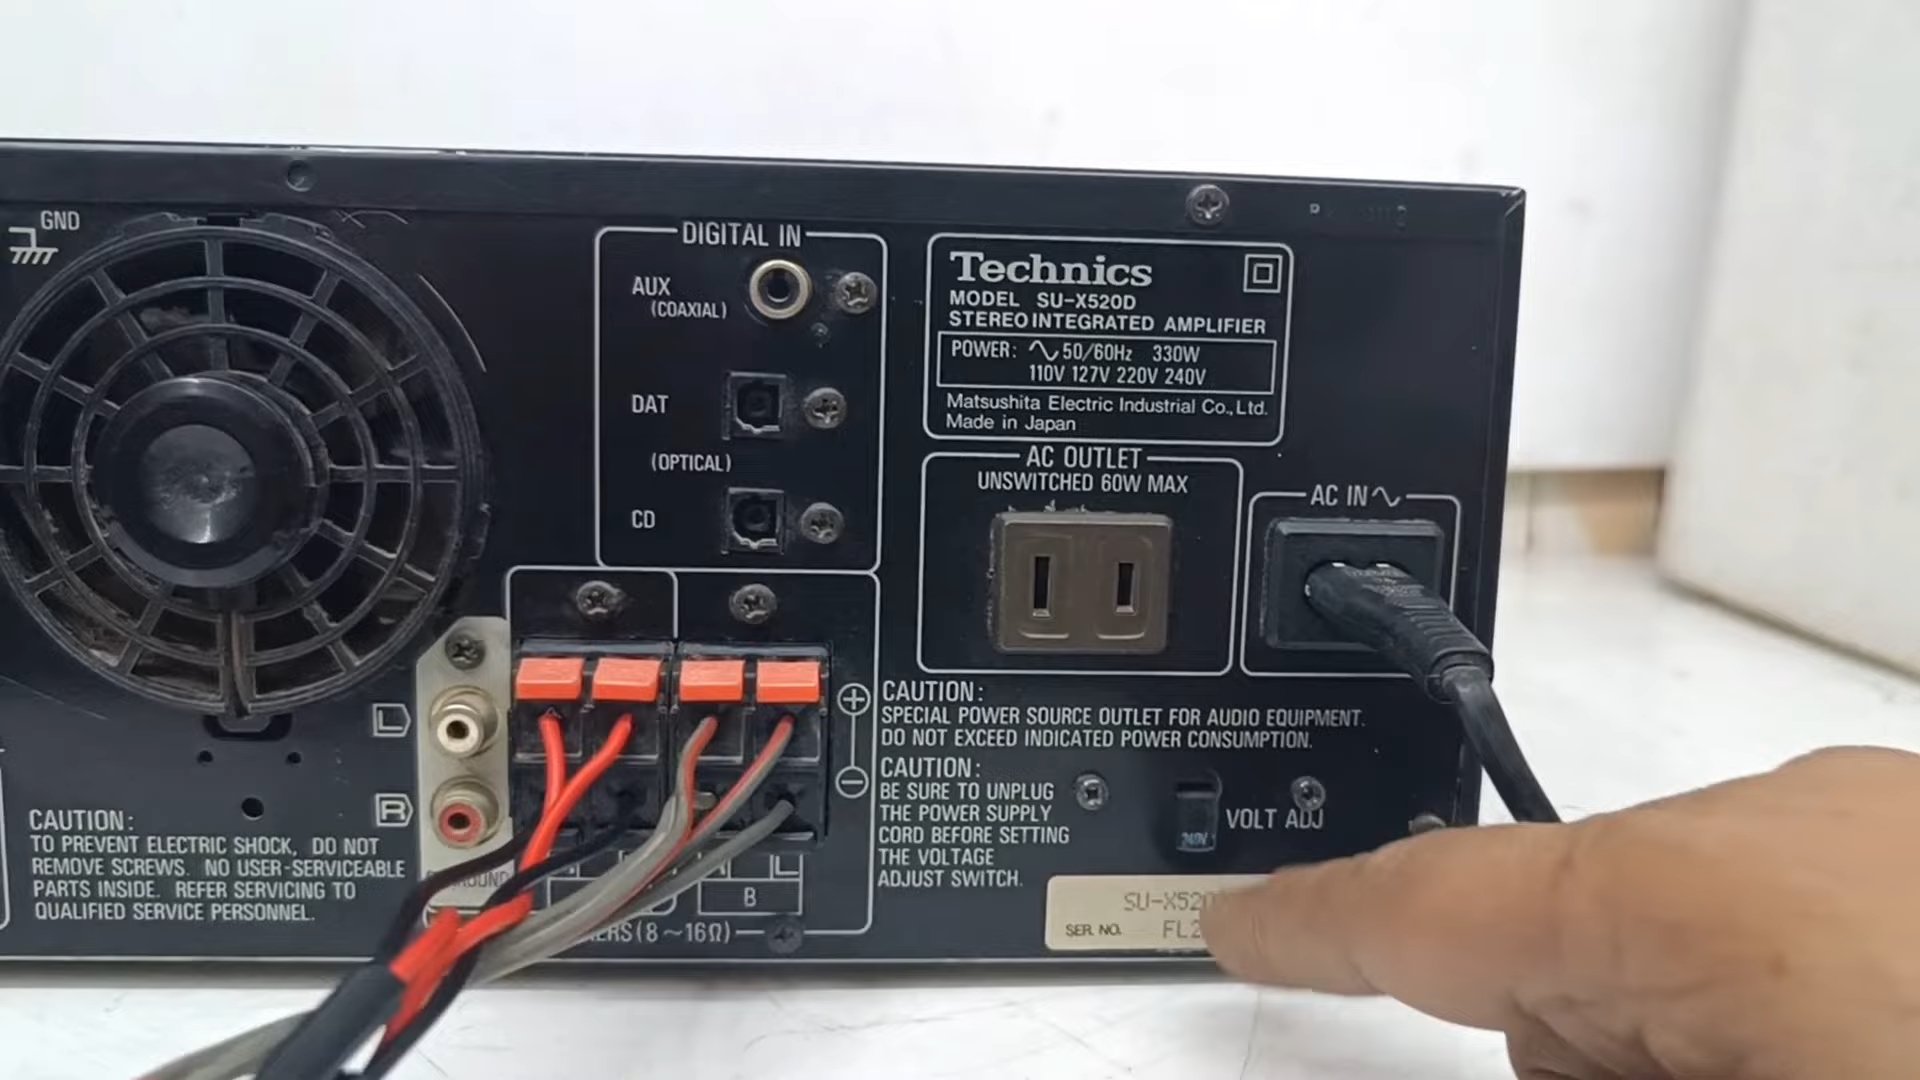 GND
DIGITAL IN
AUX
(COAXIAL)
DAT
(OPTICAL)
CD
Technics
MODEL SU-X520D
STEREO INTEGRATED AMPLIFIER
POWER: 50/60Hz 330W
110V 127V 220V 240V
Matsushita Electric Industrial Co., Ltd.
Made in Japan
AC OUTLET
UNSWITCHED 60W MAX
AC IN
L
R
+
−
CAUTION:
SPECIAL POWER SOURCE OUTLET FOR AUDIO EQUIPMENT.
DO NOT EXCEED INDICATED POWER CONSUMPTION.
CAUTION:
BE SURE TO UNPLUG
THE POWER SUPPLY
CORD BEFORE SETTING
THE VOLTAGE
ADJUST SWITCH.
240V
VOLT ADJ
CAUTION:
TO PREVENT ELECTRIC SHOCK, DO NOT
REMOVE SCREWS. NO USER-SERVICEABLE
PARTS INSIDE. REFER SERVICING TO
QUALIFIED SERVICE PERSONNEL.
L
B
(8~16Ω)
SU-X520
SER. NO. FL2